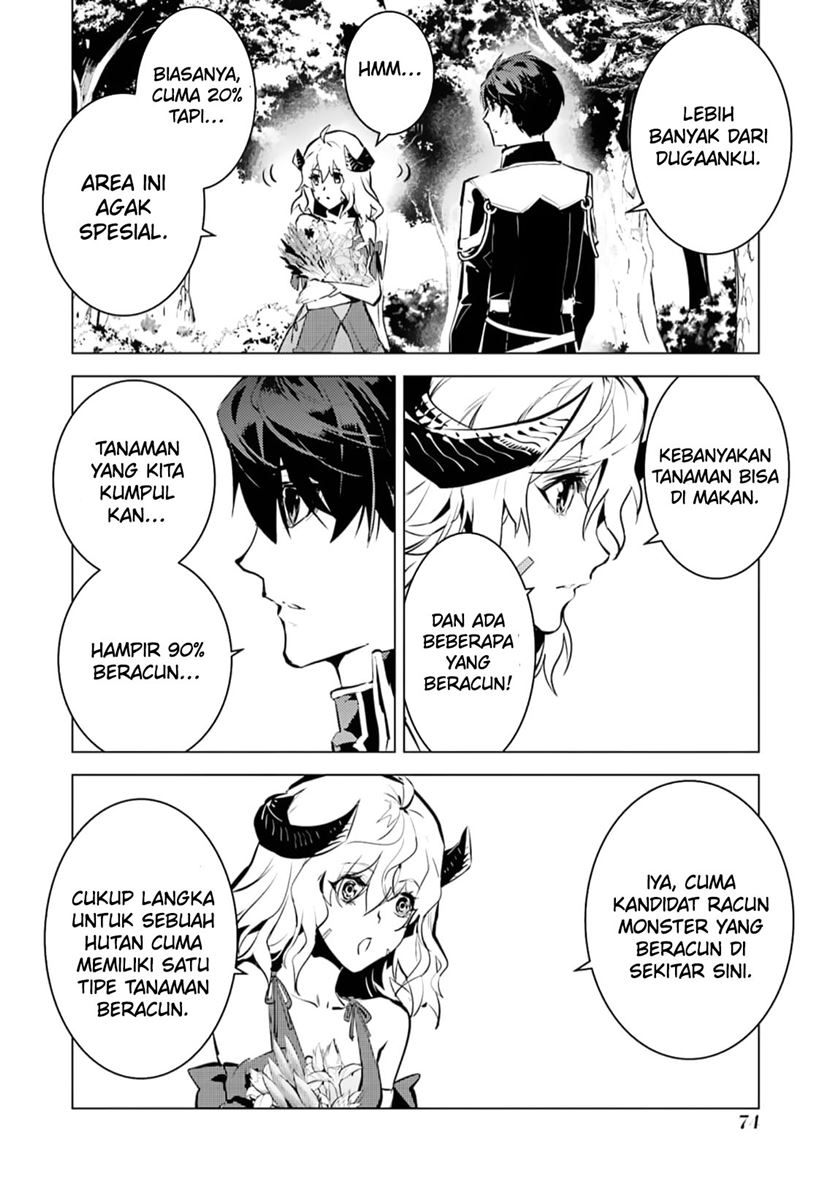 LEBIH
BANYAK DARI
DUGAANKU.
HMM...
BIASANYA,
CUMA 20%
TAPI...
AREA INI
AGAK
SPESIAL.
KEBANYAKAN
TANAMAN BISA
DI MAKAN.
DAN ADA
BEBERAPA
YANG
BERACUN!
TANAMAN
YANG KITA
KUMPUL
KAN...
HAMPIR 90%
BERACUN...
IYA, CUMA
KANDIDAT RACUN
MONSTER YANG
BERACUN DI
SEKITAR SINI.
CUKUP LANGKA
UNTUK SEBUAH
HUTAN CUMA
MEMILIKI SATU
TIPE TANAMAN
BERACUN.
74